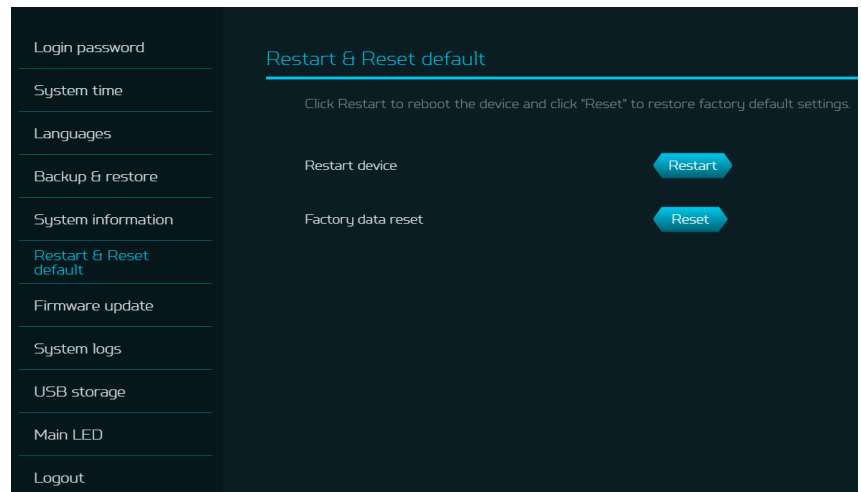 Login password
System time
Languages
Backup & restore
System information
Restart & Reset
default
Firmware update
System logs
USB storage
Main LED
Logout
Restart & Reset default
Click Restart to reboot the device and click "Reset" to restore factory default settings.
Restart device Restart
Factory data reset Reset